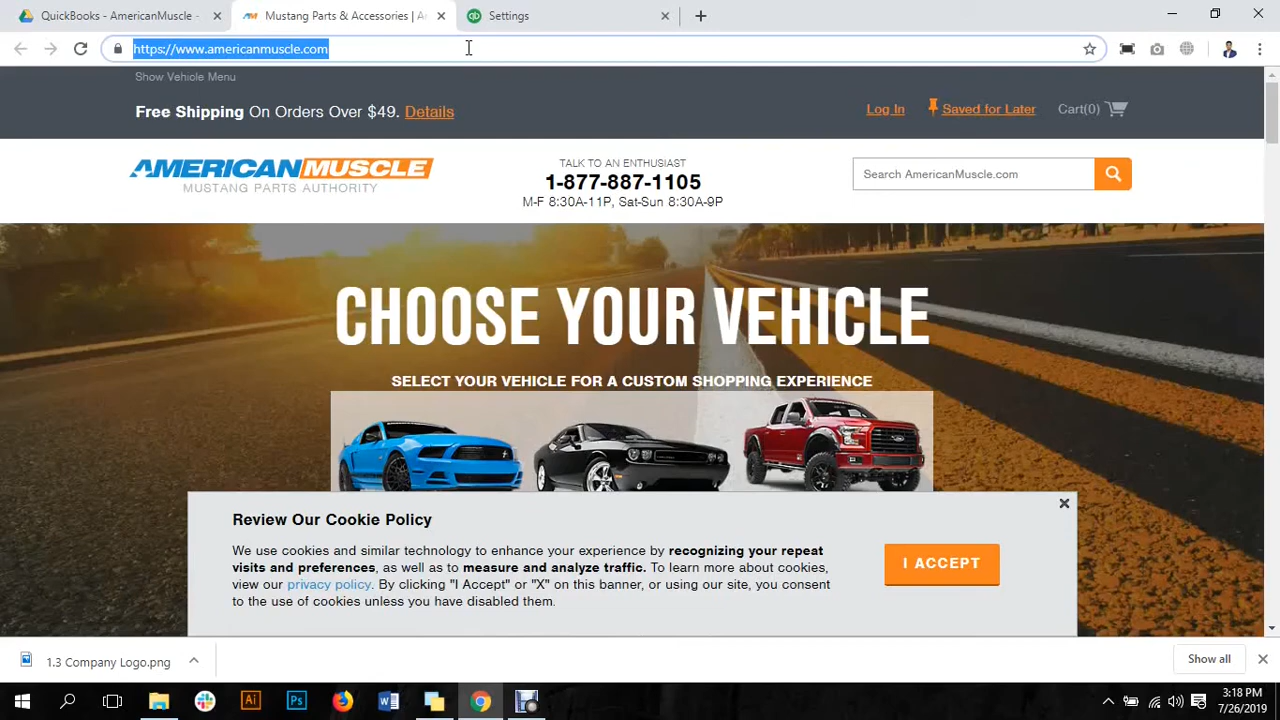 QuickBooks - AmericanMuscle -
Mustang Parts & Accessories | A
Settings
https://www.americanmuscle.com
Show Vehicle Menu
Free Shipping On Orders Over $49. Details
Log In
Saved for Later
Cart(0)
AMERICANMUSCLE
MUSTANG PARTS AUTHORITY
TALK TO AN ENTHUSIAST
1-877-887-1105
M-F 8:30A-11P, Sat-Sun 8:30A-9P
Search AmericanMuscle.com
CHOOSE YOUR VEHICLE
SELECT YOUR VEHICLE FOR A CUSTOM SHOPPING EXPERIENCE
Review Our Cookie Policy
We use cookies and similar technology to enhance your experience by recognizing your repeat
visits and preferences, as well as to measure and analyze traffic. To learn more about cookies,
view our privacy policy. By clicking "I Accept" or "X" on this banner, or using our site, you consent
to the use of cookies unless you have disabled them.
I ACCEPT
1.3 Company Logo.png
Show all
3:18 PM
7/26/2019